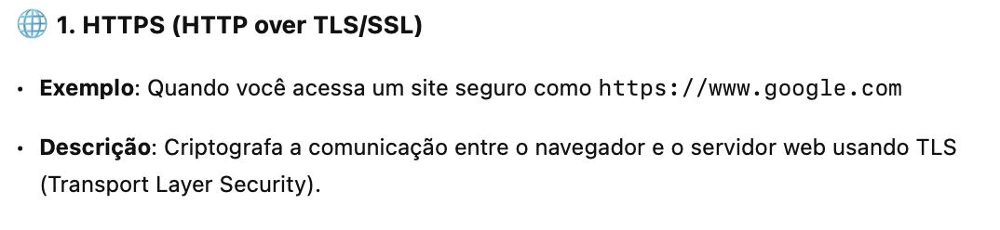 🌐 1. HTTPS (HTTP over TLS/SSL)
• Exemplo: Quando você acessa um site seguro como https://www.google.com
• Descrição: Criptografa a comunicação entre o navegador e o servidor web usando TLS
(Transport Layer Security).